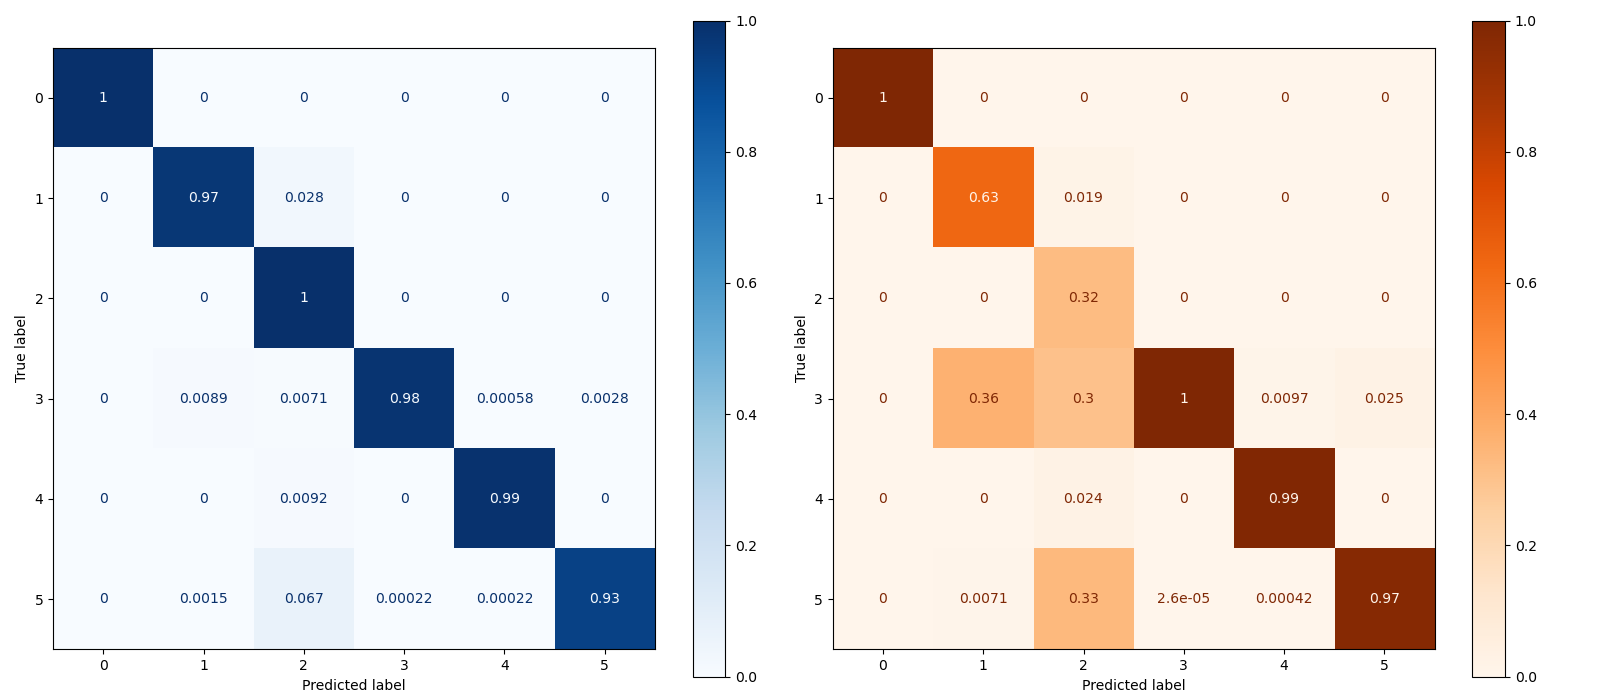 1.0
0 1 0 0 0 0 0
0.8
1 0 0.97 0.028 0 0 0
0.6
2 0 0 1 0 0 0
True label
3 0 0.0089 0.0071 0.98 0.00058 0.0028
0.4
4 0 0 0.0092 0 0.99 0
0.2
5 0 0.0015 0.067 0.00022 0.00022 0.93
0.0
0 1 2 3 4 5
Predicted label
1.0
0 1 0 0 0 0 0
0.8
1 0 0.63 0.019 0 0 0
0.6
2 0 0 0.32 0 0 0
True label
3 0 0.36 0.3 1 0.0097 0.025
0.4
4 0 0 0.024 0 0.99 0
0.2
5 0 0.0071 0.33 2.6e-05 0.00042 0.97
0.0
0 1 2 3 4 5
Predicted label